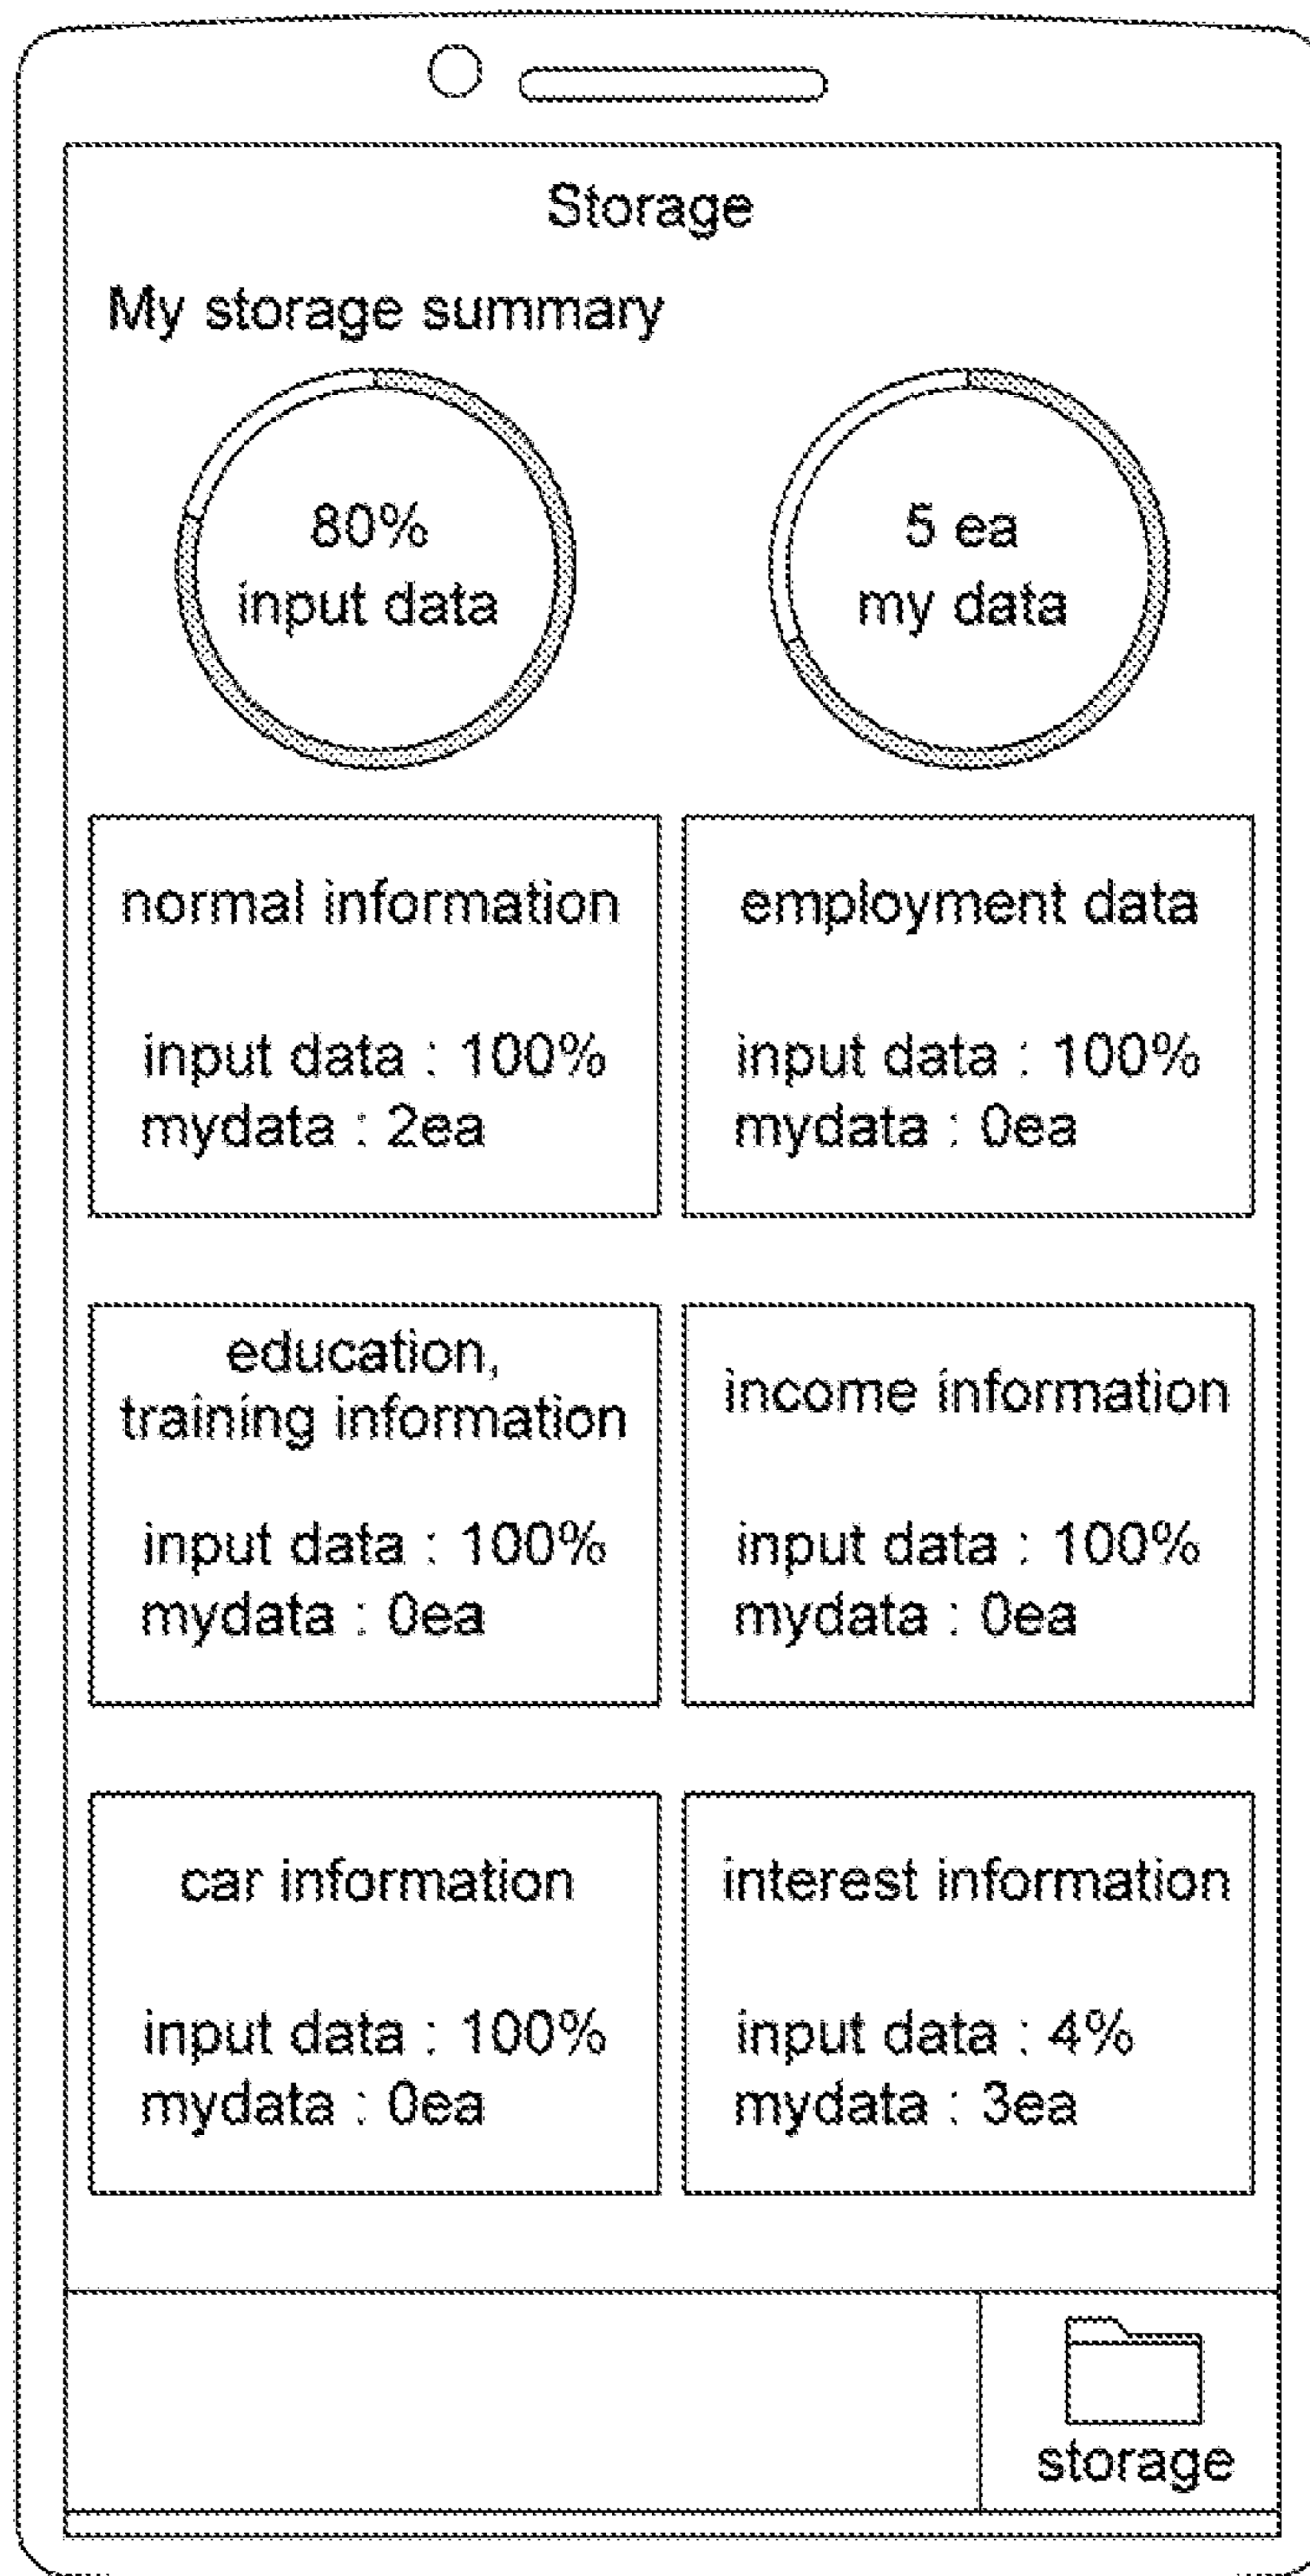 Storage
My storage summary
80%
input data
5 ea
my data
normal information
input data : 100%
mydata : 2ea
employment data
input data : 100%
mydata : 0ea
education,
training information
input data : 100%
mydata : 0ea
income information
input data : 100%
mydata : 0ea
car information
input data : 100%
mydata : 0ea
interest information
input data : 4%
mydata : 3ea
storage